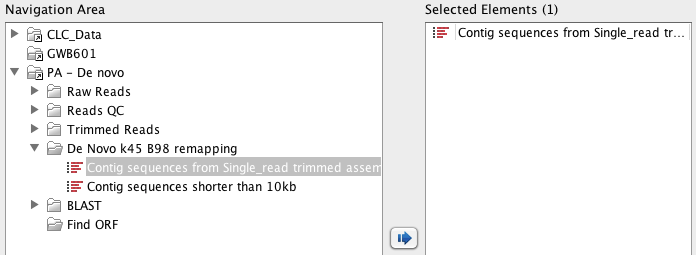 Navigation Area
Selected Elements (1)
CLC_Data
GWB601
PA - De novo
Raw Reads
Reads QC
Trimmed Reads
De Novo k45 B98 remapping
Contig sequences from Single_read trimmed assem
Contig sequences shorter than 10kb
BLAST
Find ORF
Contig sequences from Single_read tr...